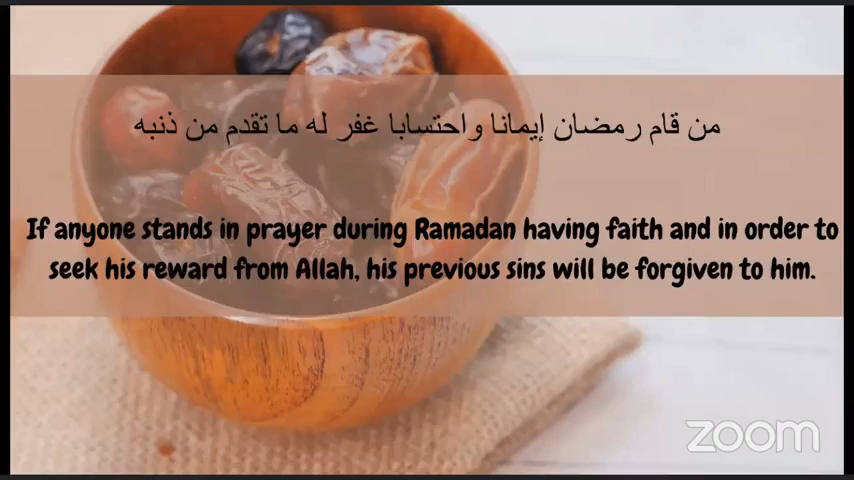 من قام رمضان إيمانا واحتسابا غفر له ما تقدم من ذنبه
If anyone stands in prayer during Ramadan having faith and in order to
seek his reward from Allah, his previous sins will be forgiven to him.
zoom